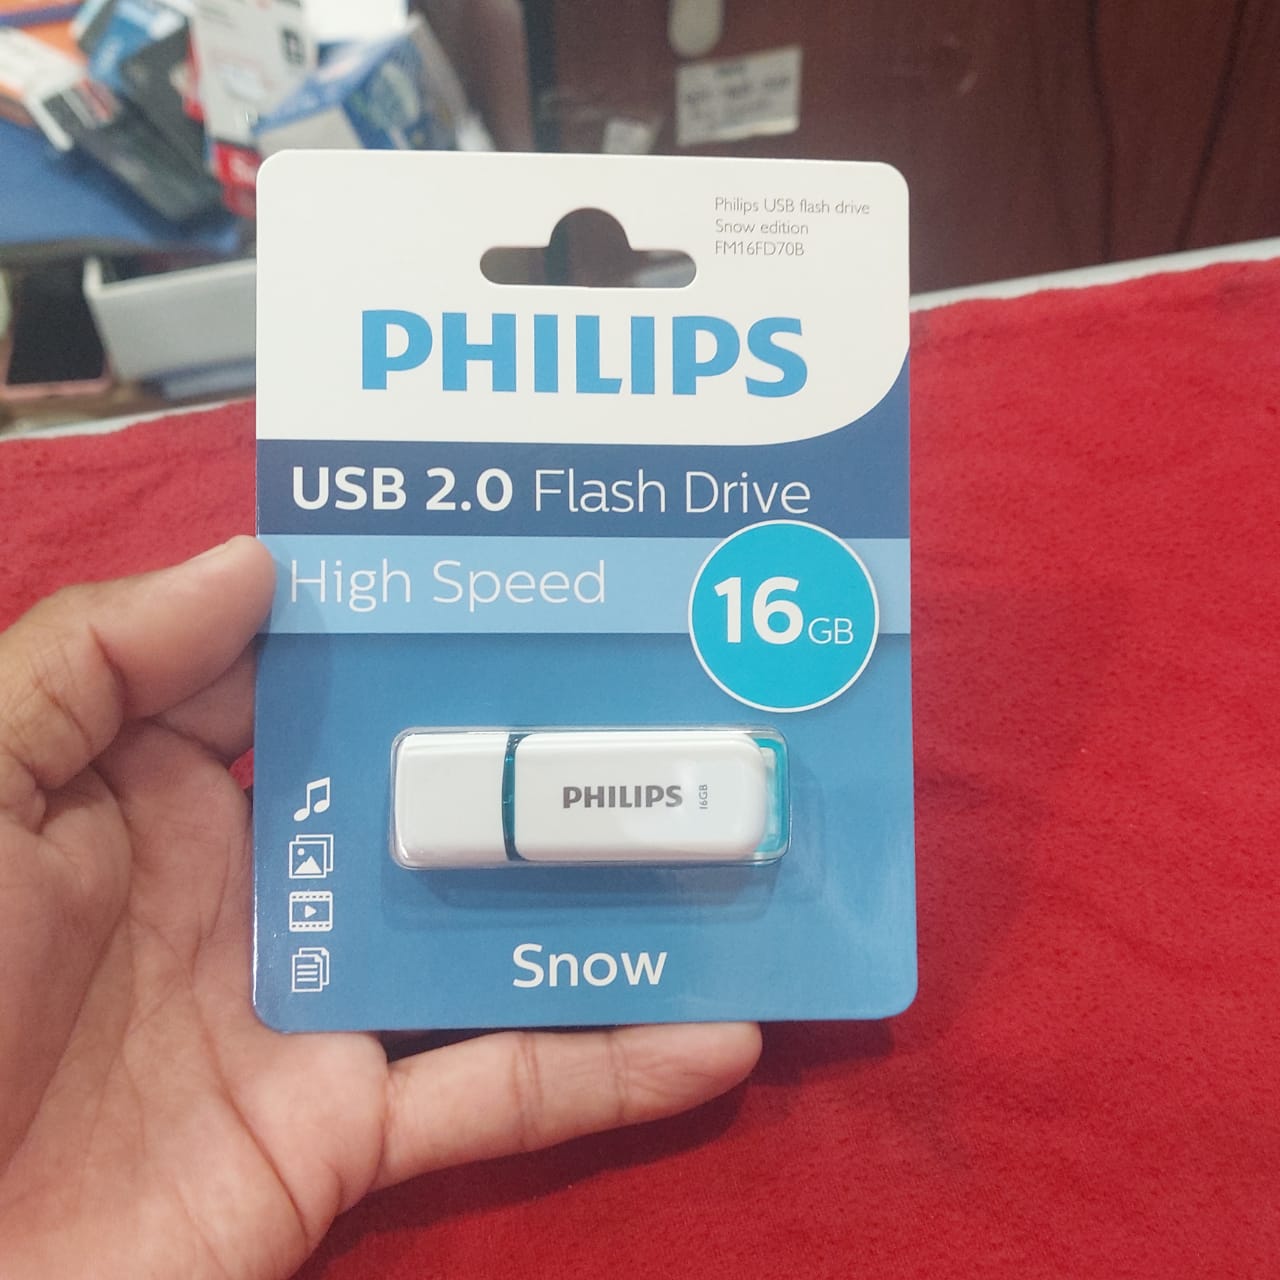 Philips USB flash drive
Snow edition
FM16FD70B
PHILIPS
USB 2.0 Flash Drive
High Speed
16GB
PHILIPS 16GB
Snow